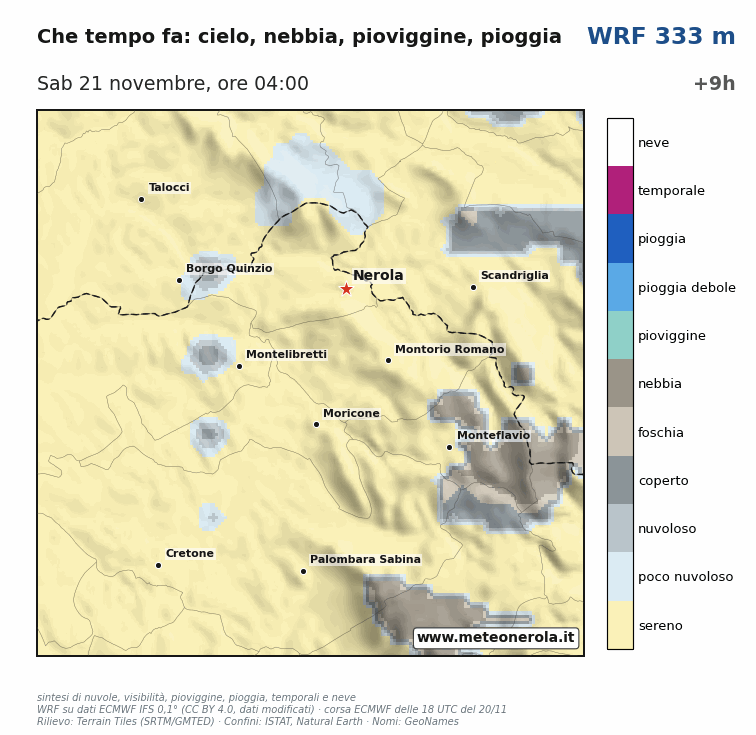 Che tempo fa: cielo, nebbia, pioviggine, pioggia
WRF 333 m
Sab 21 novembre, ore 04:00
+9h
Talocci
Borgo Quinzio
Nerola
Scandriglia
Montelibretti
Montorio Romano
Moricone
Monteflavio
Cretone
Palombara Sabina
www.meteonerola.it
neve
temporale
pioggia
pioggia debole
pioviggine
nebbia
foschia
coperto
nuvoloso
poco nuvoloso
sereno
sintesi di nuvole, visibilità, pioviggine, pioggia, temporali e neve
WRF su dati ECMWF IFS 0,1° (CC BY 4.0, dati modificati) · corsa ECMWF delle 18 UTC del 20/11
Rilievo: Terrain Tiles (SRTM/GMTED) · Confini: ISTAT, Natural Earth · Nomi: GeoNames